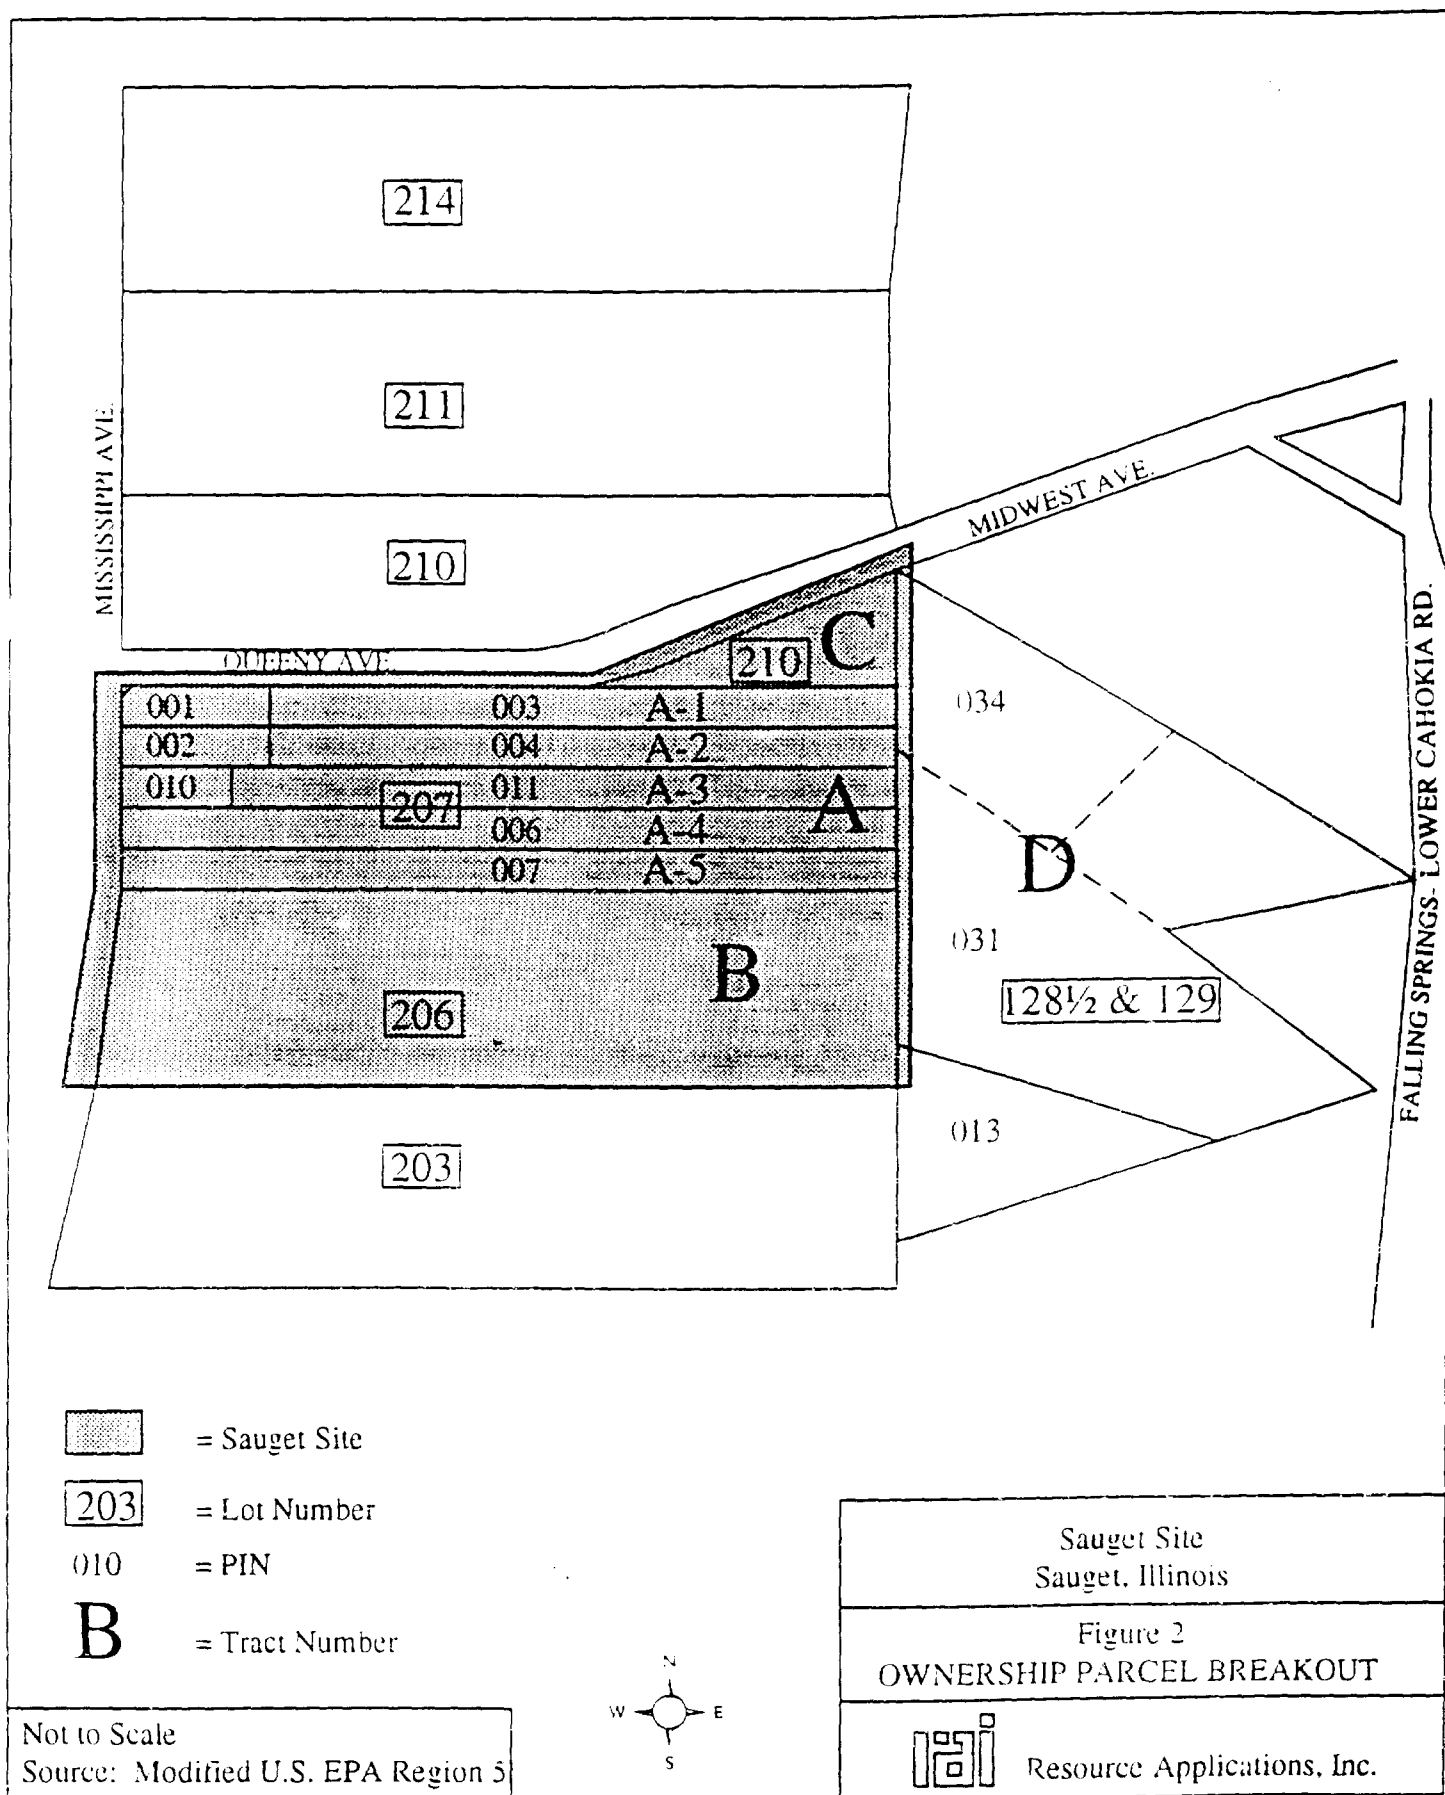 214
211
MISSISSIPPI AVE.
MIDWEST AVE.
210
QUEENY AVE.
C
210
001 003 A-1
002 004 A-2
010 011 A-3
207
A
006 A-4
007 A-5
034
D
031
128½ & 129
FALLING SPRINGS- LOWER CAHOKIA RD.
B
206
013
203
= Sauget Site
203 = Lot Number
010 = PIN
B = Tract Number
N
W E
S
Not to Scale
Source: Modified U.S. EPA Region 5
Sauget Site
Sauget, Illinois
Figure 2
OWNERSHIP PARCEL BREAKOUT
rai Resource Applications, Inc.